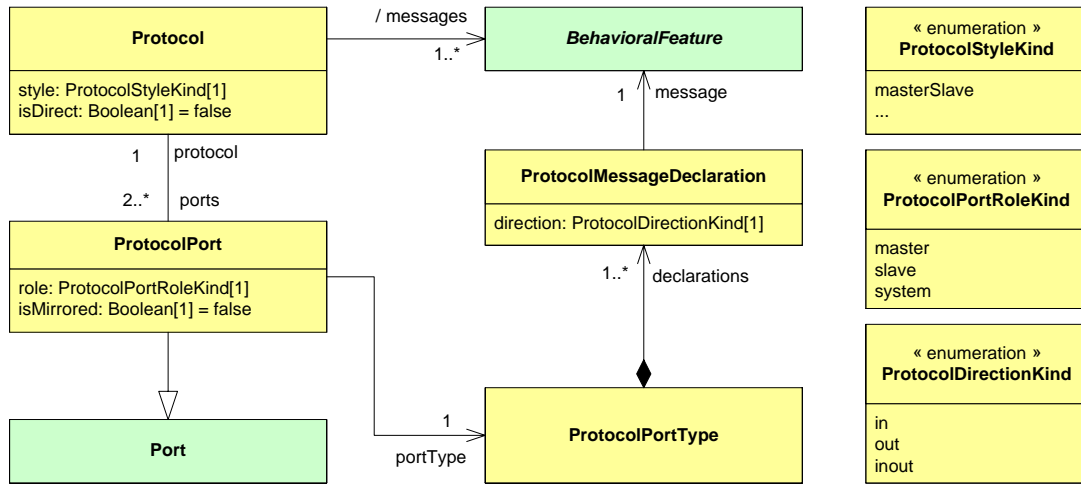 Protocol
style: ProtocolStyleKind[1]
isDirect: Boolean[1] = false
/ messages
1..*
BehavioralFeature
« enumeration »
ProtocolStyleKind
masterSlave
...
1
protocol
2..*
ports
1
message
ProtocolMessageDeclaration
direction: ProtocolDirectionKind[1]
« enumeration »
ProtocolPortRoleKind
master
slave
system
ProtocolPort
role: ProtocolPortRoleKind[1]
isMirrored: Boolean[1] = false
1..*
declarations
« enumeration »
ProtocolDirectionKind
in
out
inout
Port
1
portType
ProtocolPortType